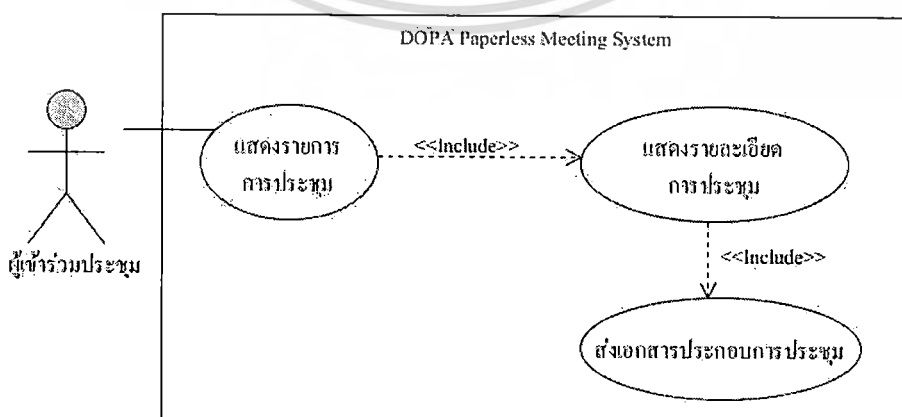 DOPA Paperless Meeting System
แสดงรายการ
การประชุม
<<Include>>
แสดงรายละเอียด
การประชุม
<<Include>>
ผู้เข้าร่วมประชุม
ส่งเอกสารประกอบการประชุม